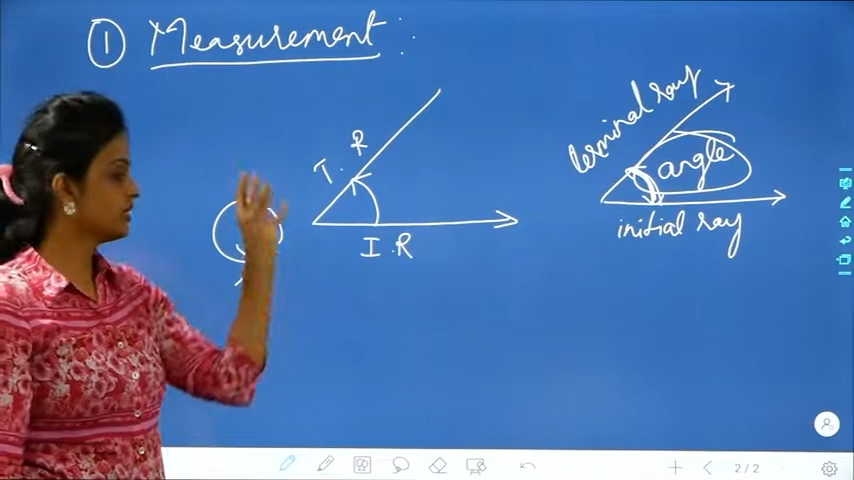 ① Measurement :
T. R
I.R
terminal ray
angle
initial ray
2/2